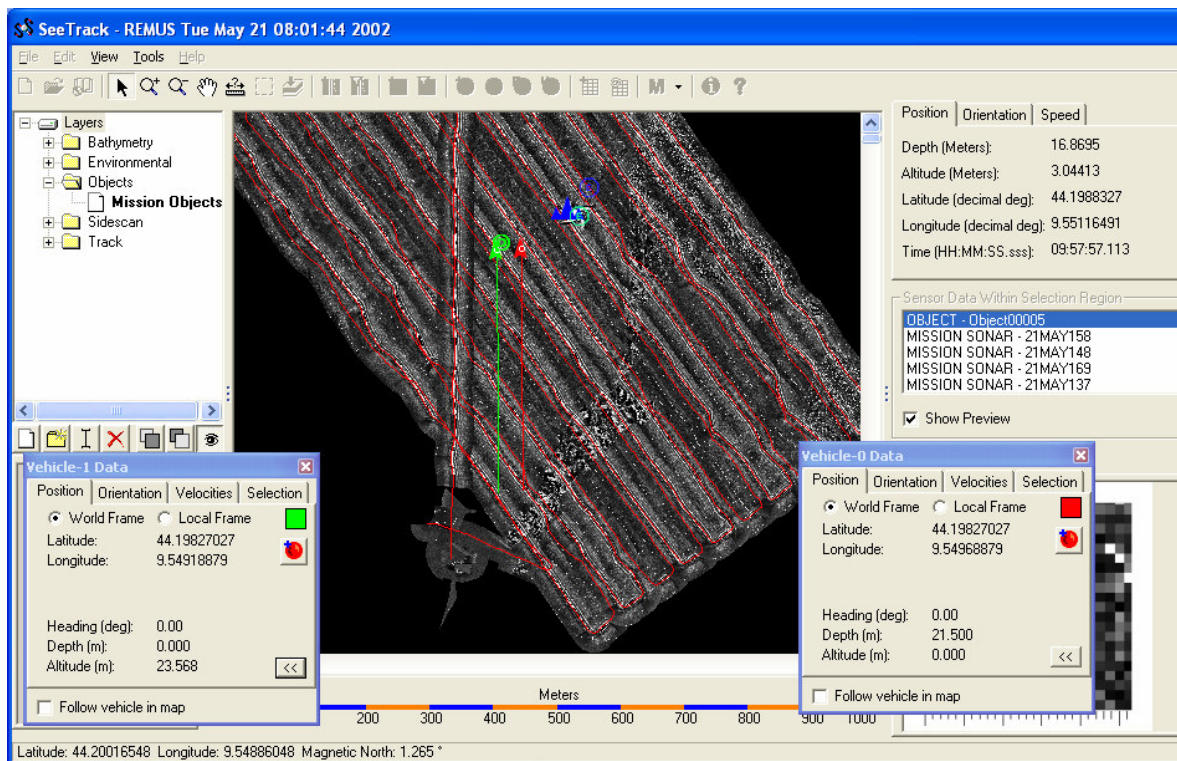 SeeTrack - REMUS Tue May 21 08:01:44 2002
File Edit View Tools Help
M
Layers
Bathymetry
Environmental
Objects
Mission Objects
Sidescan
Track
Position Orientation Speed
Depth (Meters): 16.8695
Altitude (Meters): 3.04413
Latitude (decimal deg): 44.1988327
Longitude (decimal deg): 9.55116491
Time (HH:MM:SS.sss): 09:57:57.113
Sensor Data Within Selection Region
OBJECT - Object00005
MISSION SONAR - 21MAY158
MISSION SONAR - 21MAY148
MISSION SONAR - 21MAY169
MISSION SONAR - 21MAY137
Show Preview
Vehicle-1 Data
Position Orientation Velocities Selection
World Frame Local Frame
Latitude: 44.19827027
Longitude: 9.54918879
Heading (deg): 0.00
Depth (m): 0.000
Altitude (m): 23.568
<<
Follow vehicle in map
Vehicle-0 Data
Position Orientation Velocities Selection
World Frame Local Frame
Latitude: 44.19827027
Longitude: 9.54968879
Heading (deg): 0.00
Depth (m): 21.500
Altitude (m): 0.000
<<
Follow vehicle in map
Meters
200 300 400 500 600 700 800 900 1000
Latitude: 44.20016548 Longitude: 9.54886048 Magnetic North: 1.265 °